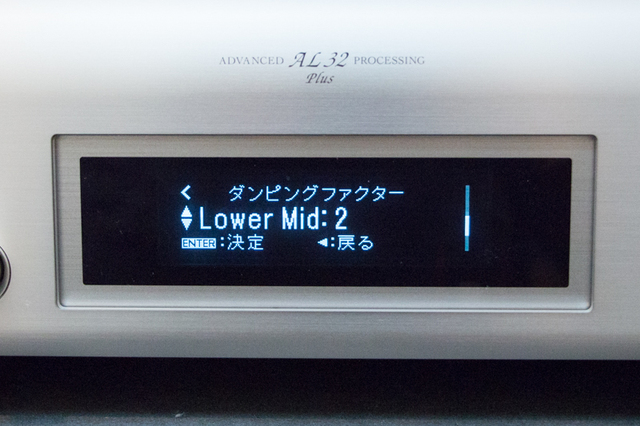 ADVANCED AL32 PROCESSING
Plus
ダンピングファクター
Lower Mid: 2
ENTER:決定 ◄:戻る